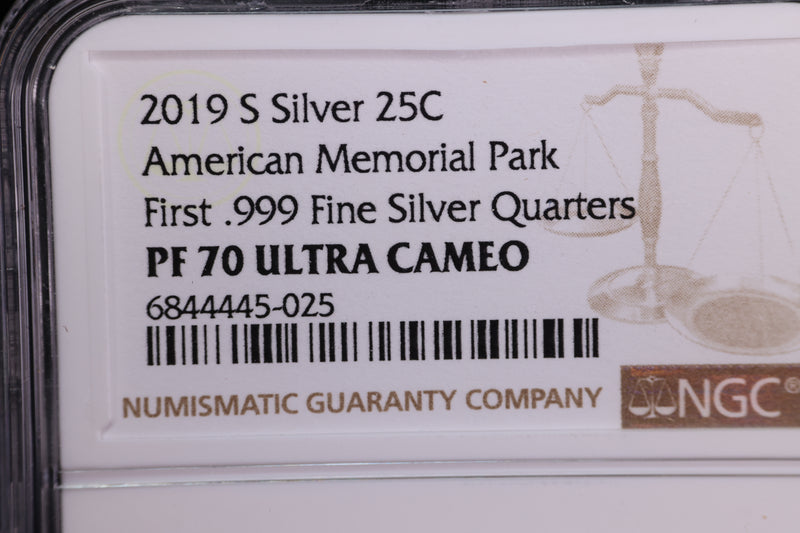 2019 S Silver 25C
American Memorial Park
First .999 Fine Silver Quarters
PF 70 ULTRA CAMEO
6844445-025
NUMISMATIC GUARANTY COMPANY
NGC®